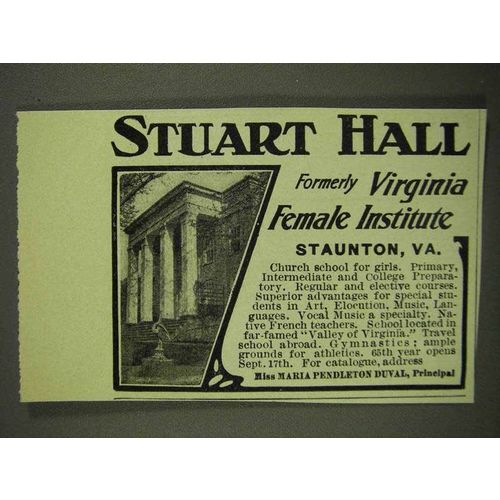 STUART HALL
Formerly Virginia
Female Institute
STAUNTON, VA.
Church school for girls. Primary,
Intermediate and College Prepara-
tory. Regular and elective courses.
Superior advantages for special stu-
dents in Art, Elocution, Music, Lan-
guages. Vocal Music a specialty. Na-
tive French teachers. School located in
far-famed "Valley of Virginia." Travel
school abroad. Gymnastics; ample
grounds for athletics. 65th year opens
Sept. 17th. For catalogue, address
Miss MARIA PENDLETON DUVAL, Principal